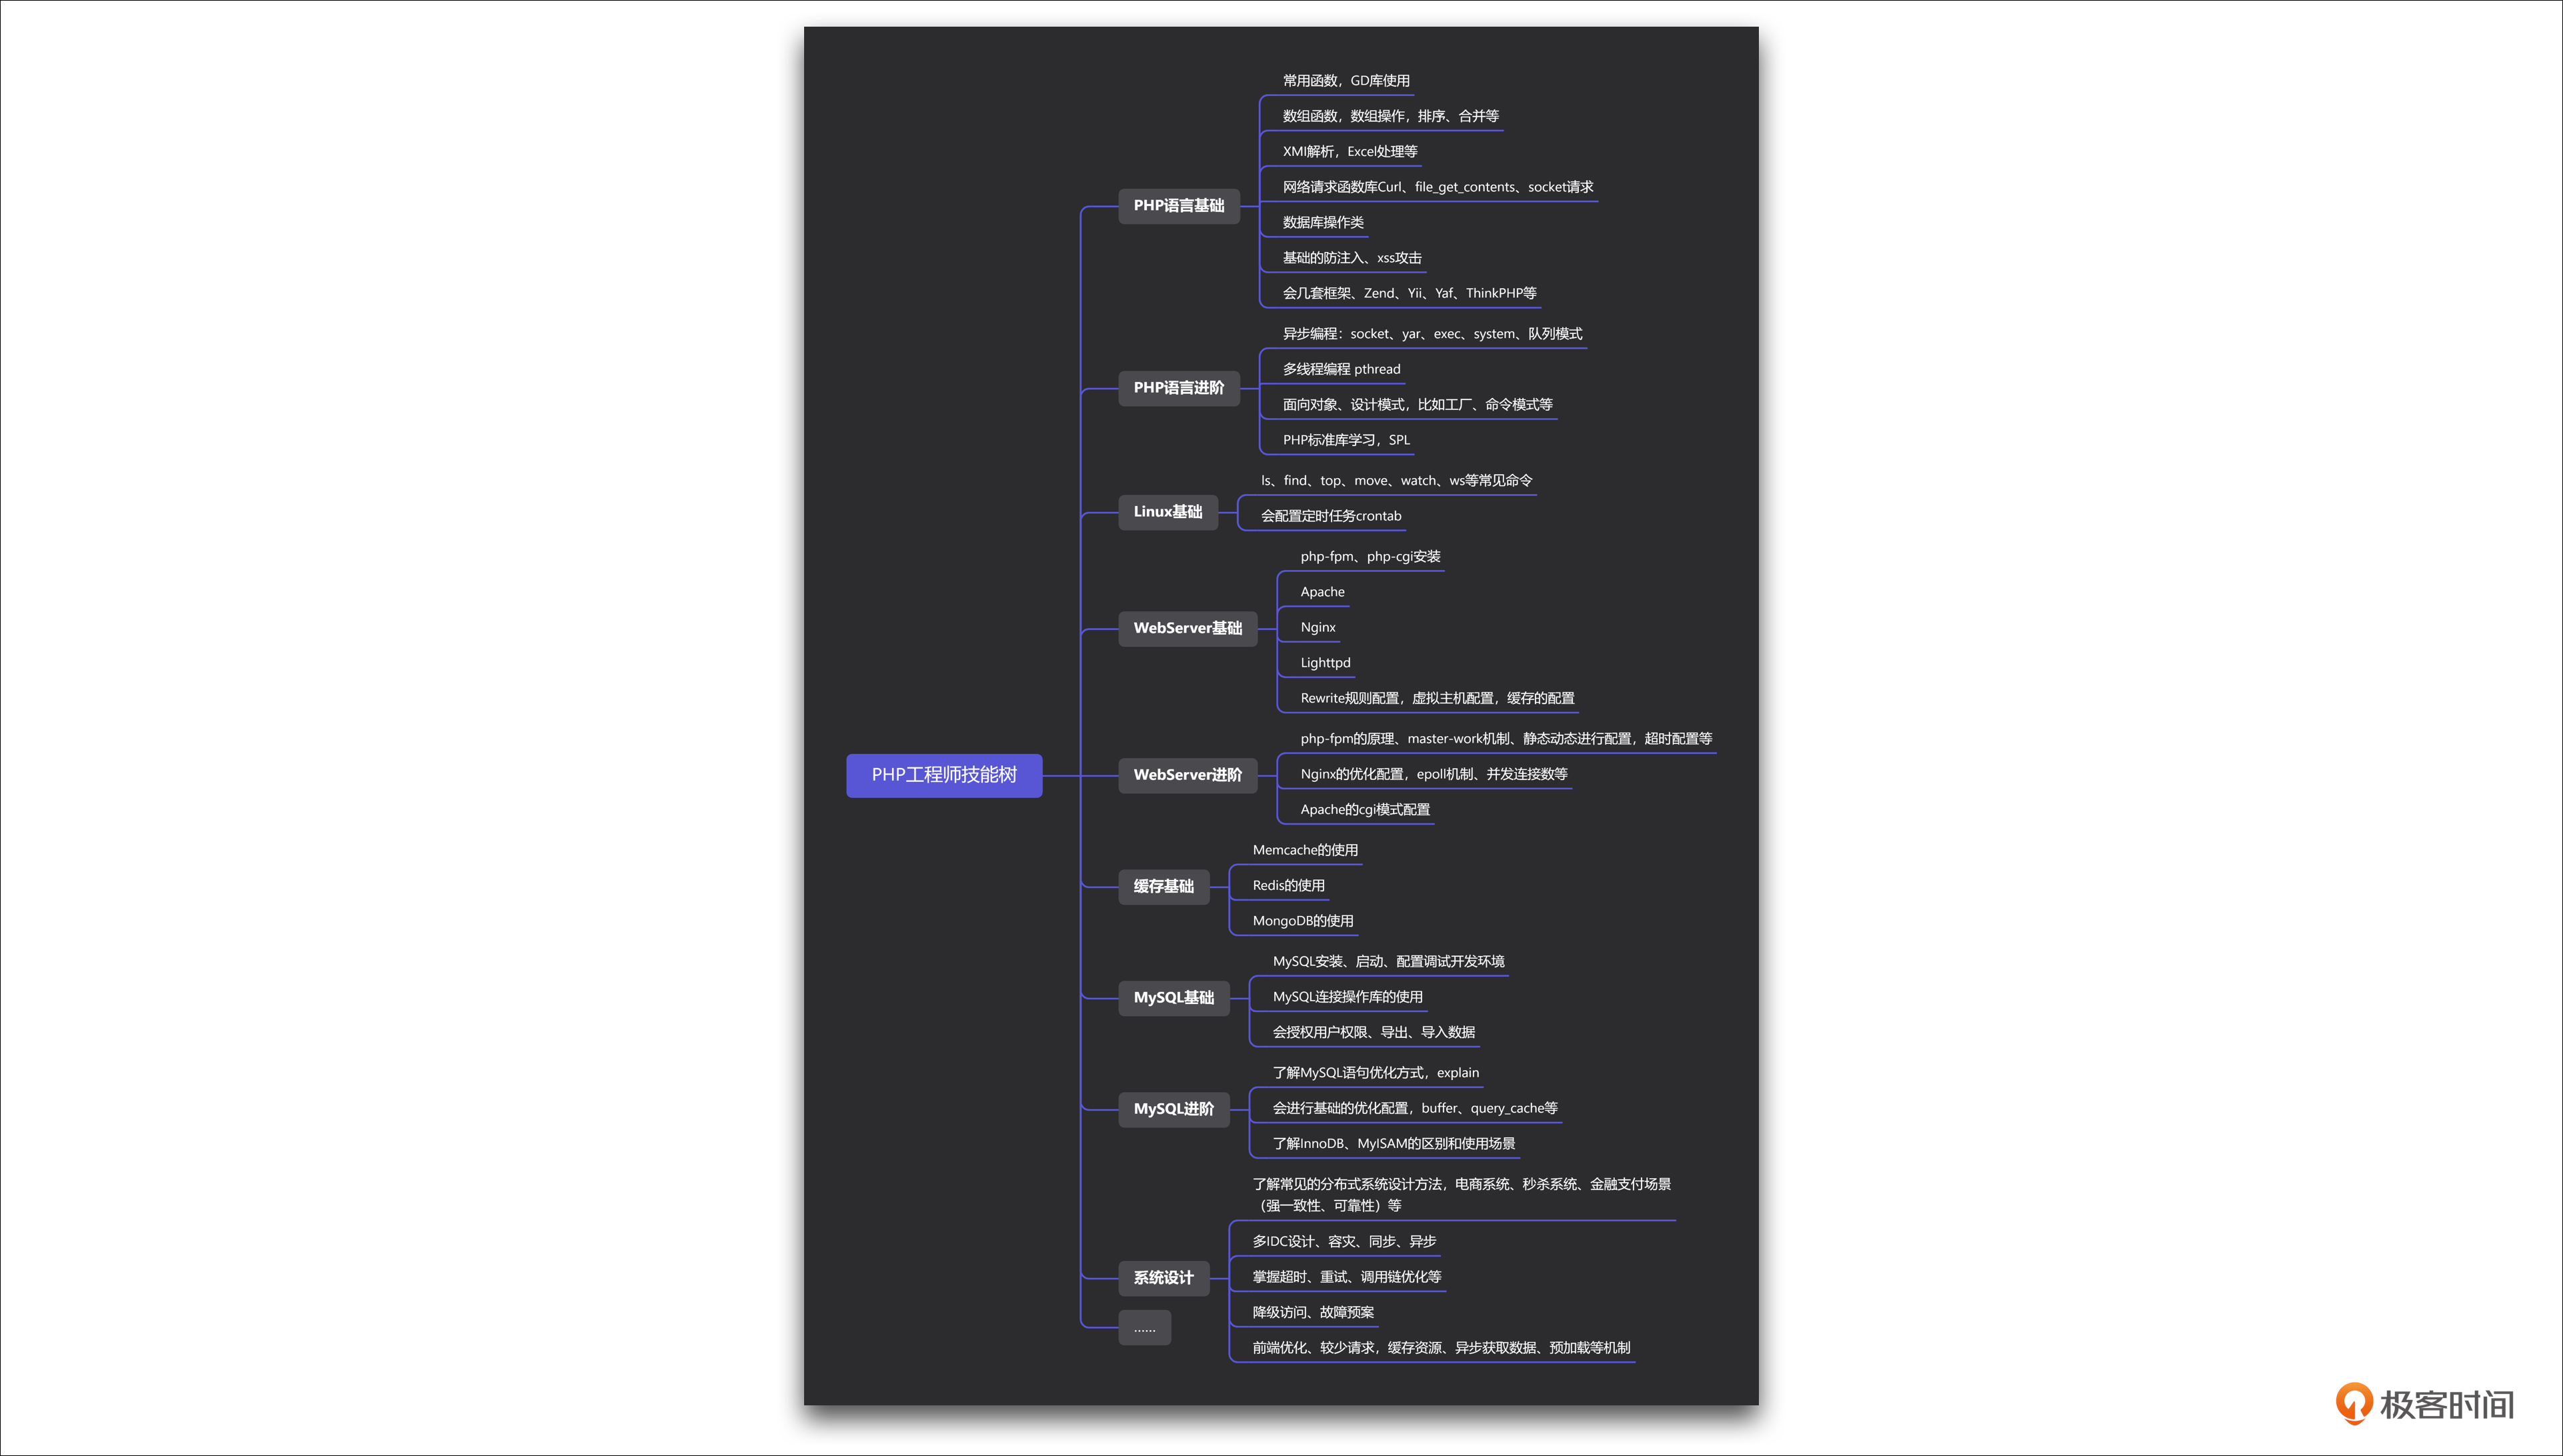 PHP工程师技能树
PHP语言基础
常用函数，GD库使用
数组函数，数组操作，排序、合并等
XMI解析，Excel处理等
网络请求函数库Curl、file_get_contents、socket请求
数据库操作类
基础的防注入、xss攻击
会几套框架、Zend、Yii、Yaf、ThinkPHP等
PHP语言进阶
异步编程：socket、yar、exec、system、队列模式
多线程编程 pthread
面向对象、设计模式，比如工厂、命令模式等
PHP标准库学习，SPL
Linux基础
ls、find、top、move、watch、ws等常见命令
会配置定时任务crontab
WebServer基础
php-fpm、php-cgi安装
Apache
Nginx
Lighttpd
Rewrite规则配置，虚拟主机配置，缓存的配置
WebServer进阶
php-fpm的原理、master-work机制、静态动态进行配置，超时配置等
Nginx的优化配置，epoll机制、并发连接数等
Apache的cgi模式配置
缓存基础
Memcache的使用
Redis的使用
MongoDB的使用
MySQL基础
MySQL安装、启动、配置调试开发环境
MySQL连接操作库的使用
会授权用户权限、导出、导入数据
MySQL进阶
了解MySQL语句优化方式，explain
会进行基础的优化配置，buffer、query_cache等
了解InnoDB、MyISAM的区别和使用场景
系统设计
了解常见的分布式系统设计方法，电商系统、秒杀系统、金融支付场景
（强一致性、可靠性）等
多IDC设计、容灾、同步、异步
掌握超时、重试、调用链优化等
降级访问、故障预案
前端优化、较少请求，缓存资源、异步获取数据、预加载等机制
……
极客时间